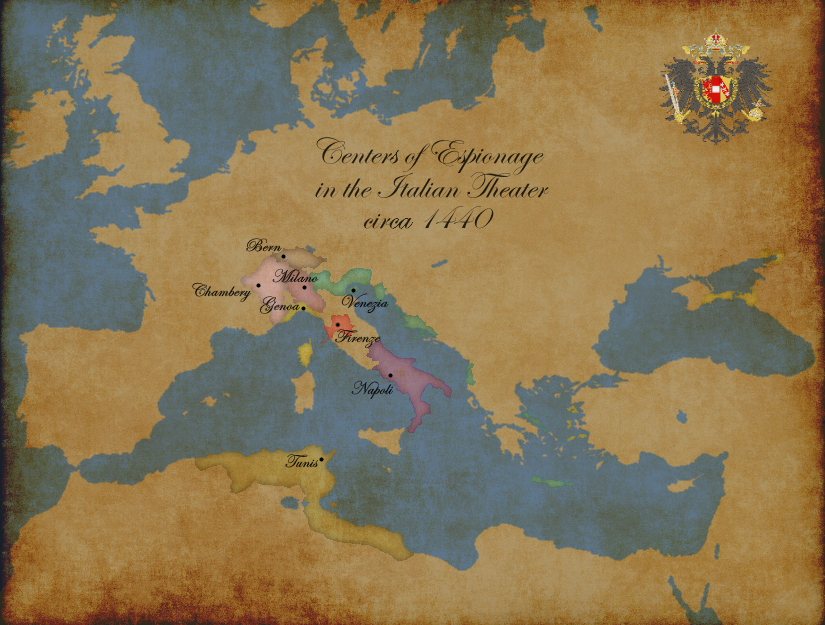 Centers of Espionage
in the Italian Theater
circa 1440
Bern
Milano
Chambery
Genoa
Venezia
Firenze
Napoli
Tunis